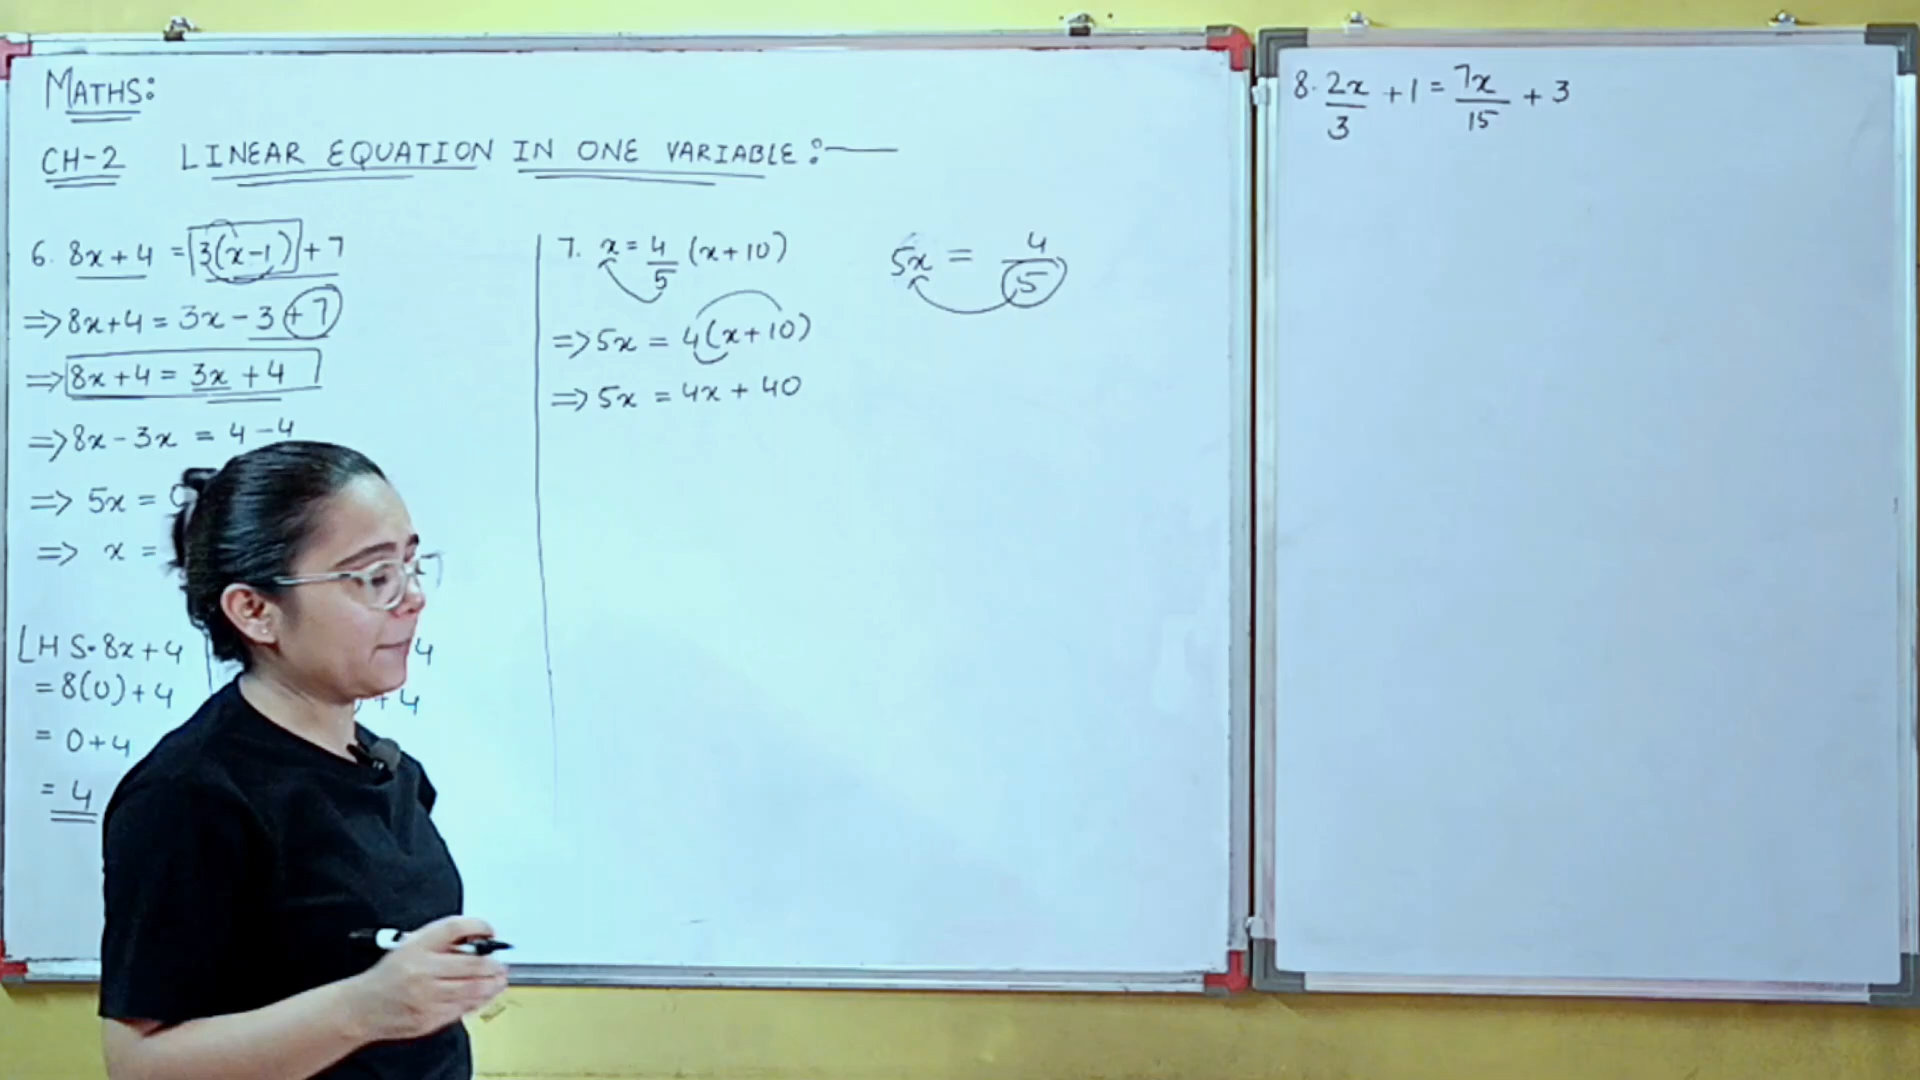 MATHS:
CH-2 LINEAR EQUATION IN ONE VARIABLE:—
6. 8x+4 = 3(x-1)+7
⇒ 8x+4 = 3x-3+7
⇒ 8x+4 = 3x+4
⇒ 8x-3x = 4-4
⇒ 5x =
⇒ x =
LHS. 8x+4
= 8(0)+4
= 0+4
= 4
4
+4
7. x = 4/5 (x+10)
⇒ 5x = 4(x+10)
⇒ 5x = 4x+40
5x = 4/5
8. 2x/3 + 1 = 7x/15 + 3